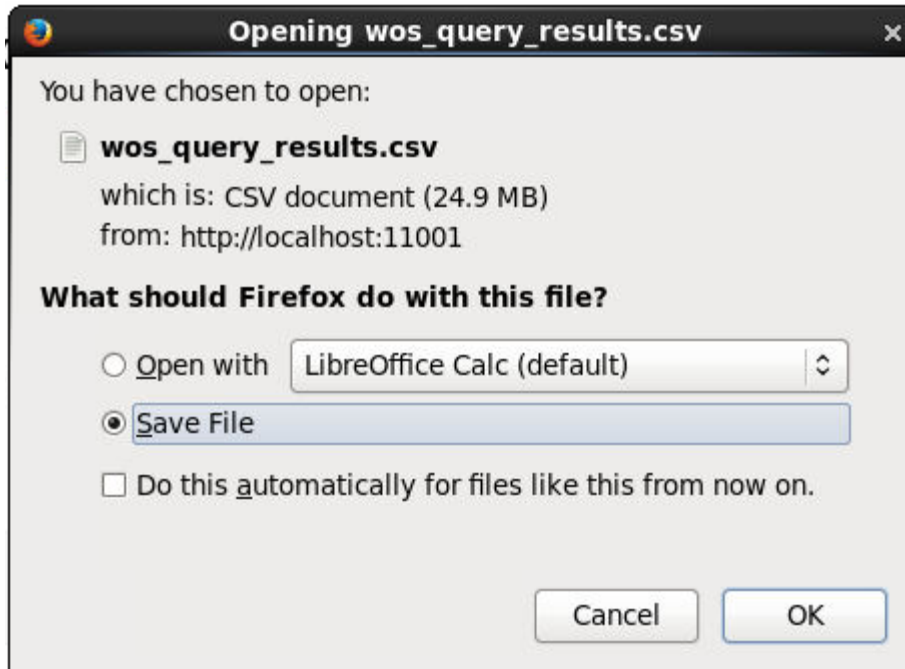 Opening wos_query_results.csv
You have chosen to open:
wos_query_results.csv
which is: CSV document (24.9 MB)
from: http://localhost:11001
What should Firefox do with this file?
Open with LibreOffice Calc (default)
Save File
Do this automatically for files like this from now on.
Cancel OK